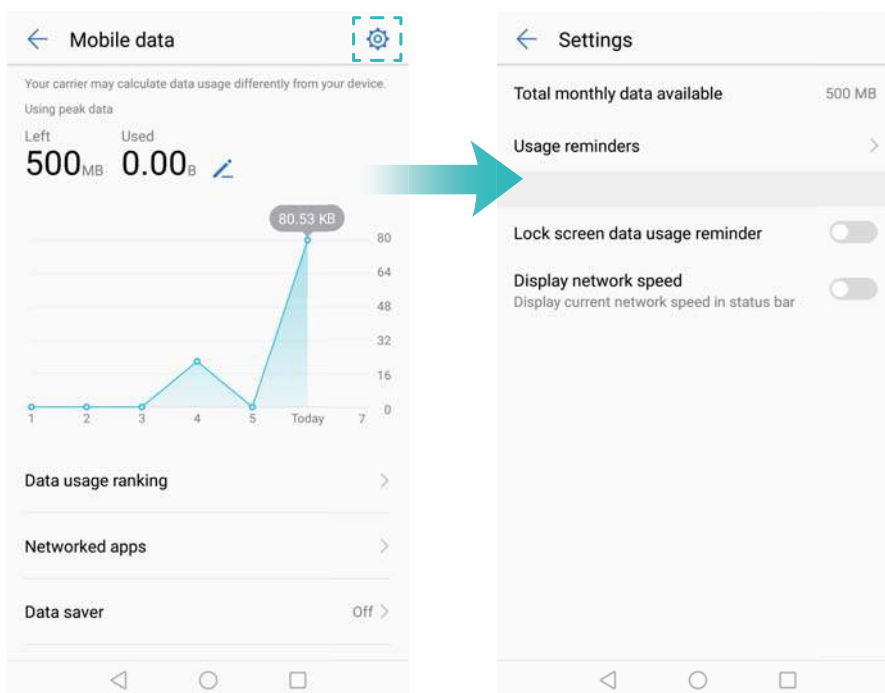 Mobile data
Your carrier may calculate data usage differently from your device.
Using peak data
Left Used
500 MB 0.00 B
80.53 KB
80
64
48
32
16
0
1 2 3 4 5 Today 7
Data usage ranking
Networked apps
Data saver Off
Settings
Total monthly data available 500 MB
Usage reminders
Lock screen data usage reminder
Display network speed
Display current network speed in status bar